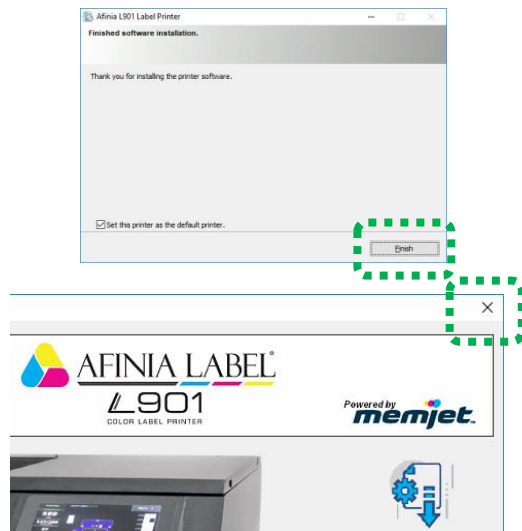 Afinia L901 Label Printer
Finished software installation.
Thank you for installing the printer software.
Set this printer as the default printer.
Finish
AFINIA LABEL®
L901
COLOR LABEL PRINTER
Powered by
memjet